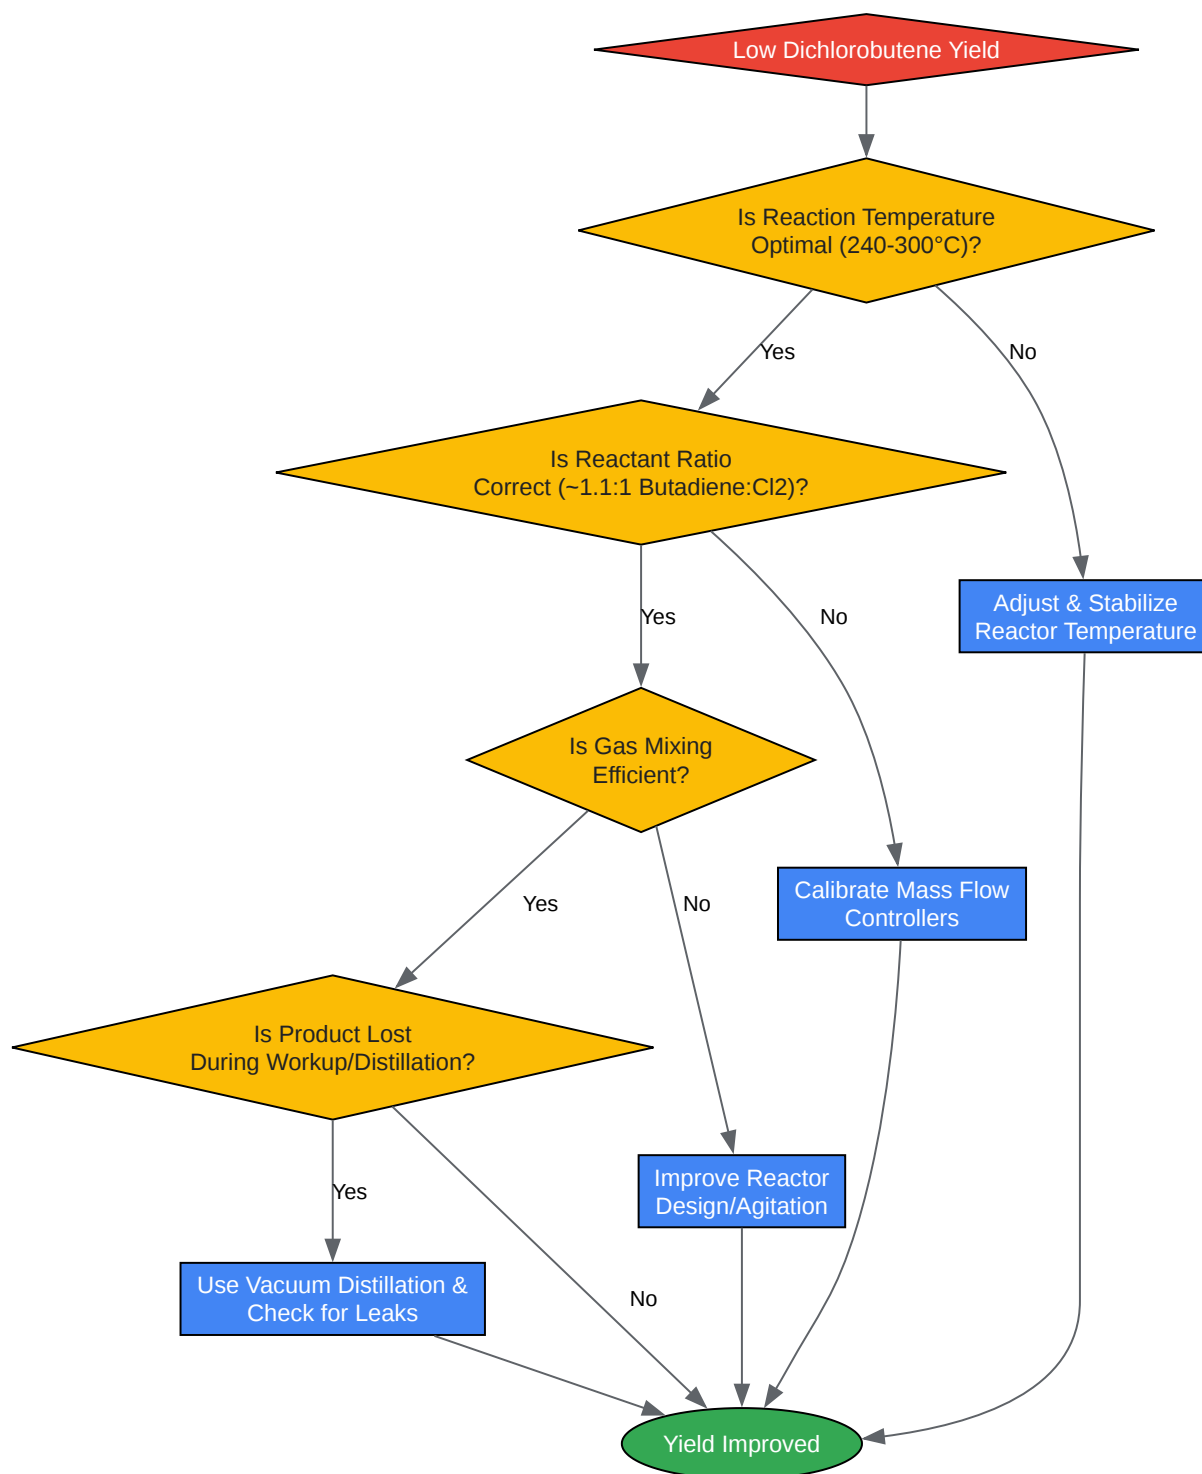 Low Dichlorobutene Yield
Is Reaction Temperature
Optimal (240-300°C)?
Yes
No
Is Reactant Ratio
Correct (~1.1:1 Butadiene:Cl2)?
Adjust & Stabilize
Reactor Temperature
Yes
No
Is Gas Mixing
Efficient?
Calibrate Mass Flow
Controllers
Yes
No
Is Product Lost
During Workup/Distillation?
Improve Reactor
Design/Agitation
Yes
Use Vacuum Distillation &
Check for Leaks
No
Yield Improved